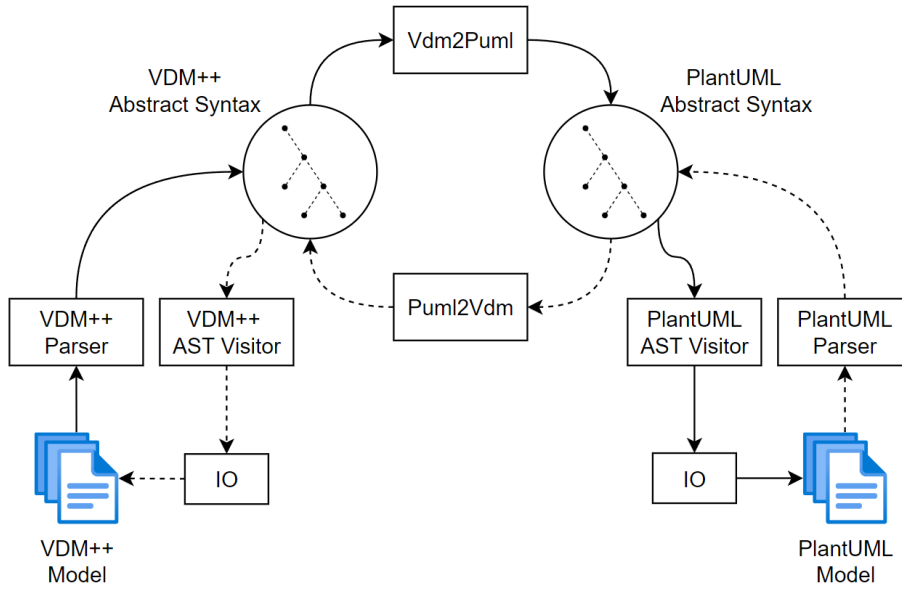 Vdm2Puml
VDM++
Abstract Syntax
PlantUML
Abstract Syntax
Puml2Vdm
VDM++
Parser
VDM++
AST Visitor
PlantUML
AST Visitor
PlantUML
Parser
IO
IO
VDM++
Model
PlantUML
Model